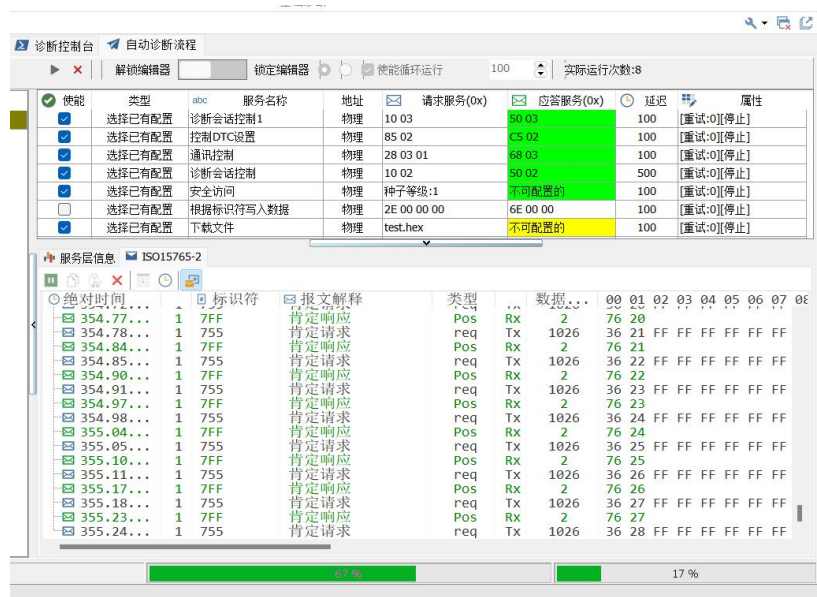 诊断控制台 自动诊断流程
解锁编辑器 锁定编辑器 使能循环运行 100 实际运行次数:8
使能 类型 abc 服务名称 地址 请求服务(0x) 应答服务(0x) 延迟 属性
选择已有配置 诊断会话控制1 物理 10 03 50 03 100 [重试:0][停止]
选择已有配置 控制DTC设置 物理 85 02 C5 02 100 [重试:0][停止]
选择已有配置 通讯控制 物理 28 03 01 68 03 100 [重试:0][停止]
选择已有配置 诊断会话控制 物理 10 02 50 02 500 [重试:0][停止]
选择已有配置 安全访问 物理 种子等级:1 不可配置的 100 [重试:0][停止]
选择已有配置 根据标识符写入数据 物理 2E 00 00 00 6E 00 00 100 [重试:0][停止]
选择已有配置 下载文件 物理 test.hex 不可配置的 100 [重试:0][停止]
服务层信息 ISO15765-2
绝对时间 标识符 报文解释 类型 数据... 00 01 02 03 04 05 06 07 08
354.77... 1 7FF 肯定响应 Pos Rx 2 76 20
354.78... 1 755 肯定请求 req Tx 1026 36 21 FF FF FF FF FF FF
354.84... 1 7FF 肯定响应 Pos Rx 2 76 21
354.85... 1 755 肯定请求 req Tx 1026 36 22 FF FF FF FF FF FF
354.90... 1 7FF 肯定响应 Pos Rx 2 76 22
354.91... 1 755 肯定请求 req Tx 1026 36 23 FF FF FF FF FF FF
354.97... 1 7FF 肯定响应 Pos Rx 2 76 23
354.98... 1 755 肯定请求 req Tx 1026 36 24 FF FF FF FF FF FF
355.04... 1 7FF 肯定响应 Pos Rx 2 76 24
355.05... 1 755 肯定请求 req Tx 1026 36 25 FF FF FF FF FF FF
355.10... 1 7FF 肯定响应 Pos Rx 2 76 25
355.11... 1 755 肯定请求 req Tx 1026 36 26 FF FF FF FF FF FF
355.17... 1 7FF 肯定响应 Pos Rx 2 76 26
355.18... 1 755 肯定请求 req Tx 1026 36 27 FF FF FF FF FF FF
355.23... 1 7FF 肯定响应 Pos Rx 2 76 27
355.24... 1 755 肯定请求 req Tx 1026 36 28 FF FF FF FF FF FF
67 % 17 %